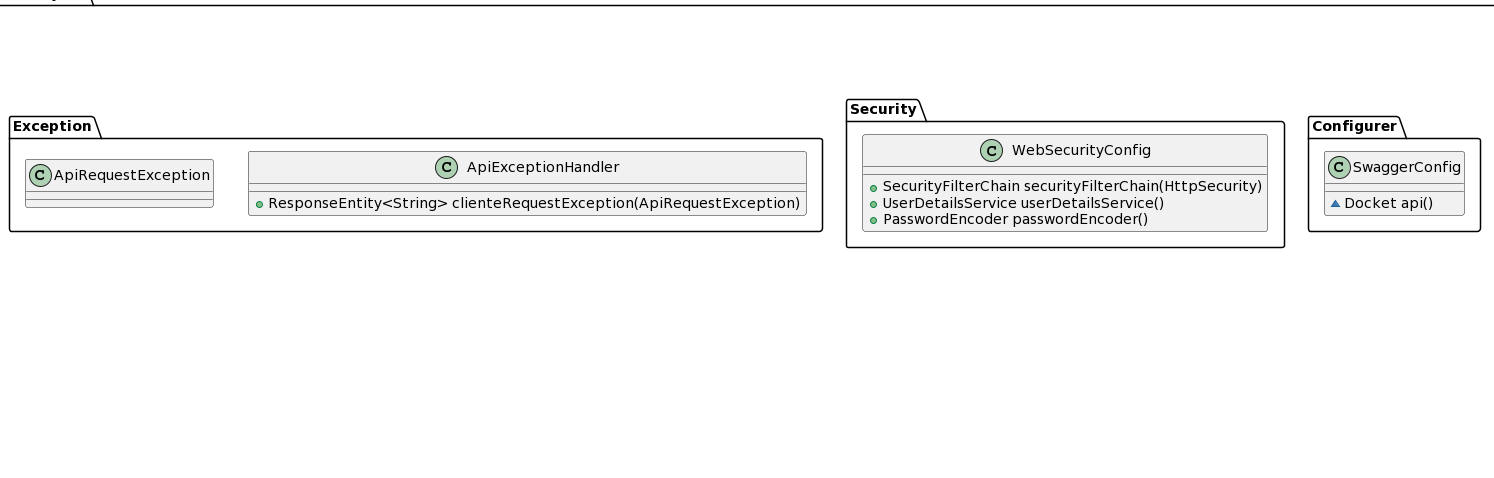 Exception
C ApiRequestException
C ApiExceptionHandler
ResponseEntity<String> clienteRequestException(ApiRequestException)
Security
C WebSecurityConfig
SecurityFilterChain securityFilterChain(HttpSecurity)
UserDetailsService userDetailsService()
PasswordEncoder passwordEncoder()
Configurer
C SwaggerConfig
Docket api()